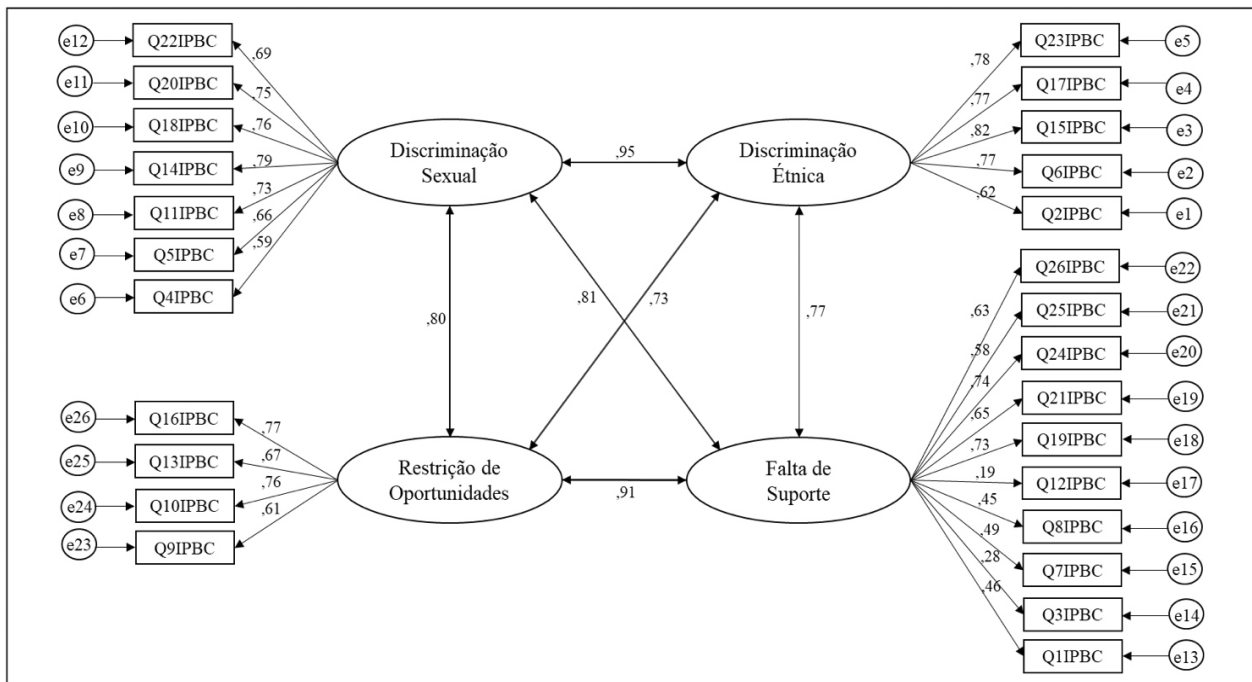 e12
Q22IPBC
,69
e11
Q20IPBC
,75
e10
Q18IPBC
,76
e9
Q14IPBC
,79
e8
Q11IPBC
,73
e7
Q5IPBC
,66
e6
Q4IPBC
,59
Discriminação
Sexual
,95
Discriminação
Étnica
,78
Q23IPBC
e5
,77
Q17IPBC
e4
,82
Q15IPBC
e3
,77
Q6IPBC
e2
,62
Q2IPBC
e1
,80
,81
,73
,77
e26
Q16IPBC
,77
e25
Q13IPBC
,67
e24
Q10IPBC
,76
e23
Q9IPBC
,61
Restrição de
Oportunidades
,91
Falta de
Suporte
,63
Q26IPBC
e22
,58
Q25IPBC
e21
,74
Q24IPBC
e20
,65
Q21IPBC
e19
,73
Q19IPBC
e18
,19
Q12IPBC
e17
,45
Q8IPBC
e16
,49
Q7IPBC
e15
,28
Q3IPBC
e14
,46
Q1IPBC
e13